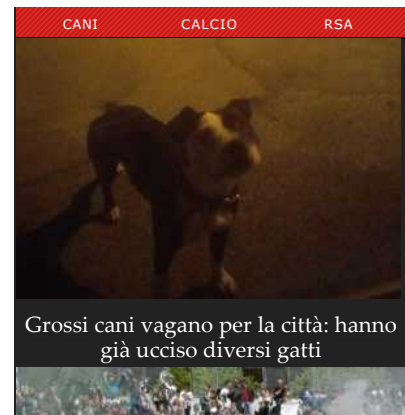 CANI CALCIO RSA
Grossi cani vagano per la città: hanno
già ucciso diversi gatti